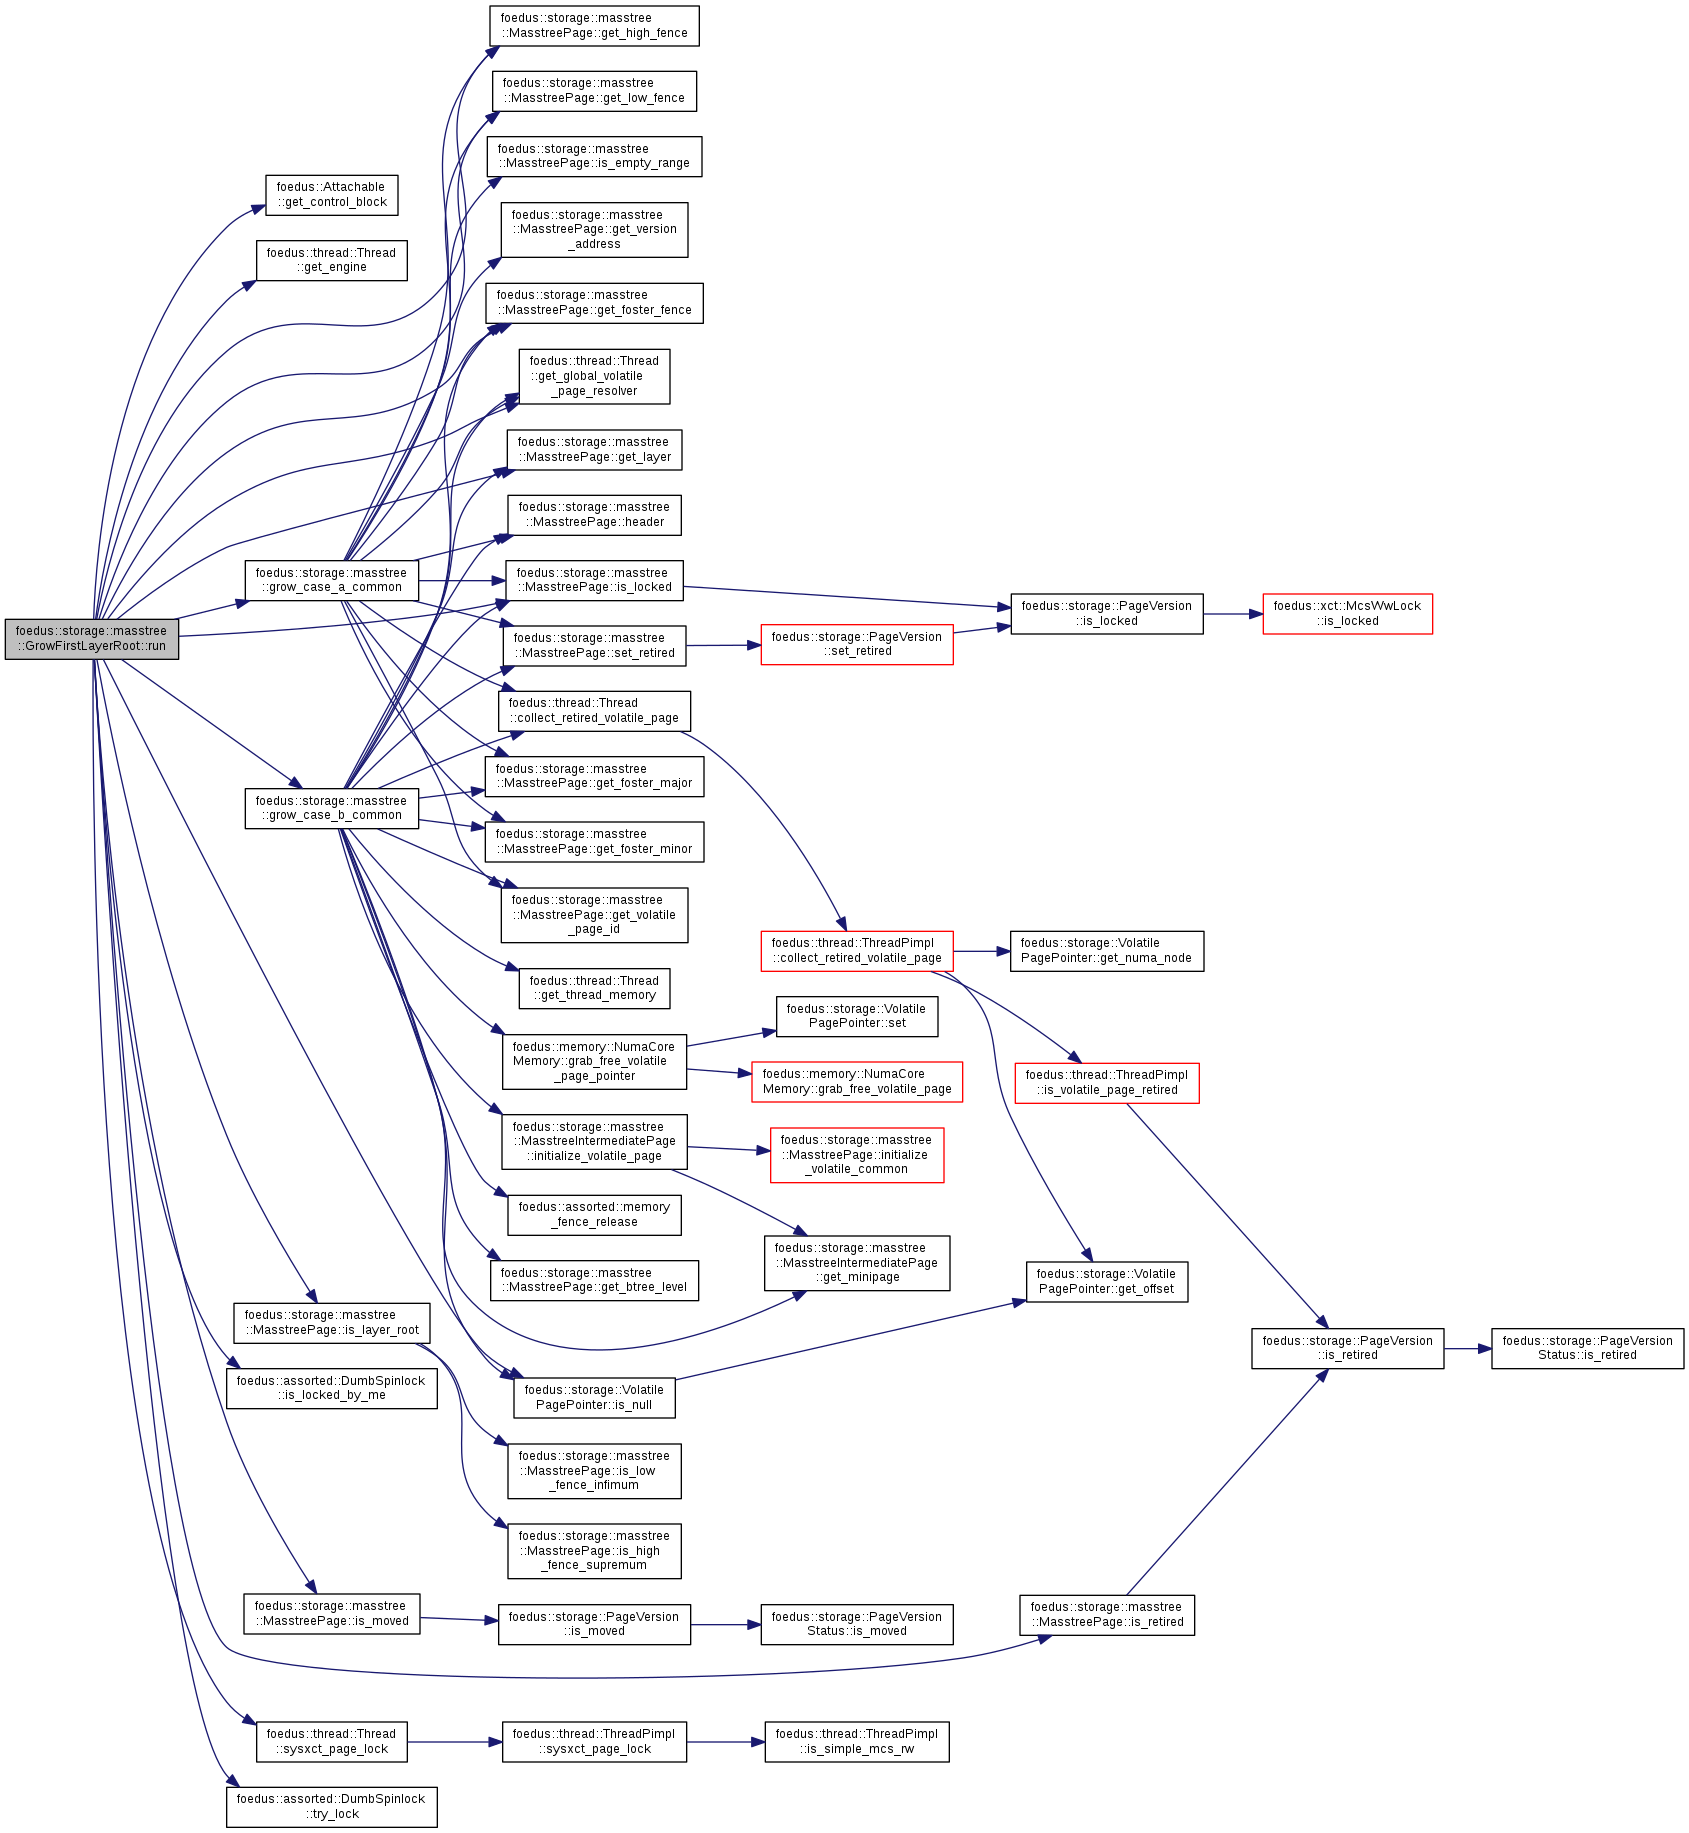 foedus::storage::masstree
::GrowFirstLayerRoot::run
foedus::Attachable
::get_control_block
foedus::thread::Thread
::get_engine
foedus::storage::masstree
::grow_case_a_common
foedus::storage::masstree
::grow_case_b_common
foedus::storage::masstree
::MasstreePage::is_layer_root
foedus::assorted::DumbSpinlock
::is_locked_by_me
foedus::storage::masstree
::MasstreePage::is_moved
foedus::thread::Thread
::sysxct_page_lock
foedus::assorted::DumbSpinlock
::try_lock
foedus::storage::masstree
::MasstreePage::get_high_fence
foedus::storage::masstree
::MasstreePage::get_low_fence
foedus::storage::masstree
::MasstreePage::is_empty_range
foedus::storage::masstree
::MasstreePage::get_version
_address
foedus::storage::masstree
::MasstreePage::get_foster_fence
foedus::thread::Thread
::get_global_volatile
_page_resolver
foedus::storage::masstree
::MasstreePage::get_layer
foedus::storage::masstree
::MasstreePage::header
foedus::storage::masstree
::MasstreePage::is_locked
foedus::storage::masstree
::MasstreePage::set_retired
foedus::thread::Thread
::collect_retired_volatile_page
foedus::storage::masstree
::MasstreePage::get_foster_major
foedus::storage::masstree
::MasstreePage::get_foster_minor
foedus::storage::masstree
::MasstreePage::get_volatile
_page_id
foedus::thread::Thread
::get_thread_memory
foedus::memory::NumaCore
Memory::grab_free_volatile
_page_pointer
foedus::storage::masstree
::MasstreeIntermediatePage
::initialize_volatile_page
foedus::assorted::memory
_fence_release
foedus::storage::masstree
::MasstreePage::get_btree_level
foedus::storage::Volatile
PagePointer::is_null
foedus::storage::masstree
::MasstreePage::is_low
_fence_infimum
foedus::storage::masstree
::MasstreePage::is_high
_fence_supremum
foedus::storage::PageVersion
::is_moved
foedus::thread::ThreadPimpl
::sysxct_page_lock
foedus::storage::PageVersion
::set_retired
foedus::thread::ThreadPimpl
::collect_retired_volatile_page
foedus::storage::Volatile
PagePointer::set
foedus::memory::NumaCore
Memory::grab_free_volatile_page
foedus::storage::masstree
::MasstreePage::initialize
_volatile_common
foedus::storage::masstree
::MasstreeIntermediatePage
::get_minipage
foedus::storage::PageVersion
Status::is_moved
foedus::thread::ThreadPimpl
::is_simple_mcs_rw
foedus::storage::PageVersion
::is_locked
foedus::storage::Volatile
PagePointer::get_numa_node
foedus::thread::ThreadPimpl
::is_volatile_page_retired
foedus::storage::Volatile
PagePointer::get_offset
foedus::storage::masstree
::MasstreePage::is_retired
foedus::xct::McsWwLock
::is_locked
foedus::storage::PageVersion
::is_retired
foedus::storage::PageVersion
Status::is_retired